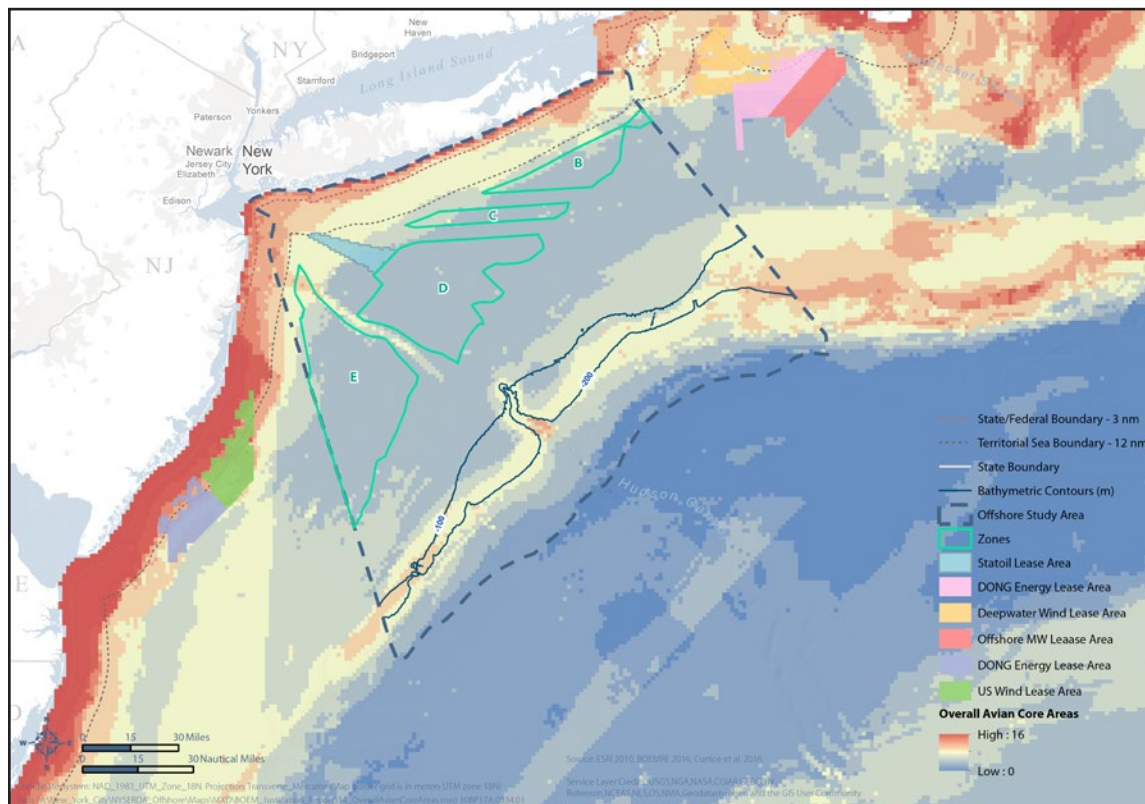 New
Haven
NY
Bridgeport
Stamford
Long Island Sound
Yonkers
Paterson
Newark
New
York
Jersey City
Elizabeth
Edison
NJ
B
C
D
E
-200
-100
Hudson
State/Federal Boundary - 3 nm
Territorial Sea Boundary - 12 nm
State Boundary
Bathymetric Contours (m)
Offshore Study Area
Zones
Statoil Lease Area
DONG Energy Lease Area
Deepwater Wind Lease Area
Offshore MW Leaase Area
DONG Energy Lease Area
US Wind Lease Area
Overall Avian Core Areas
High : 16
Low : 0
0 15 30 Miles
0 15 30 Nautical Miles
Source: ESRI 2010, BOEMRE 2016, Curtice et al. 2016.